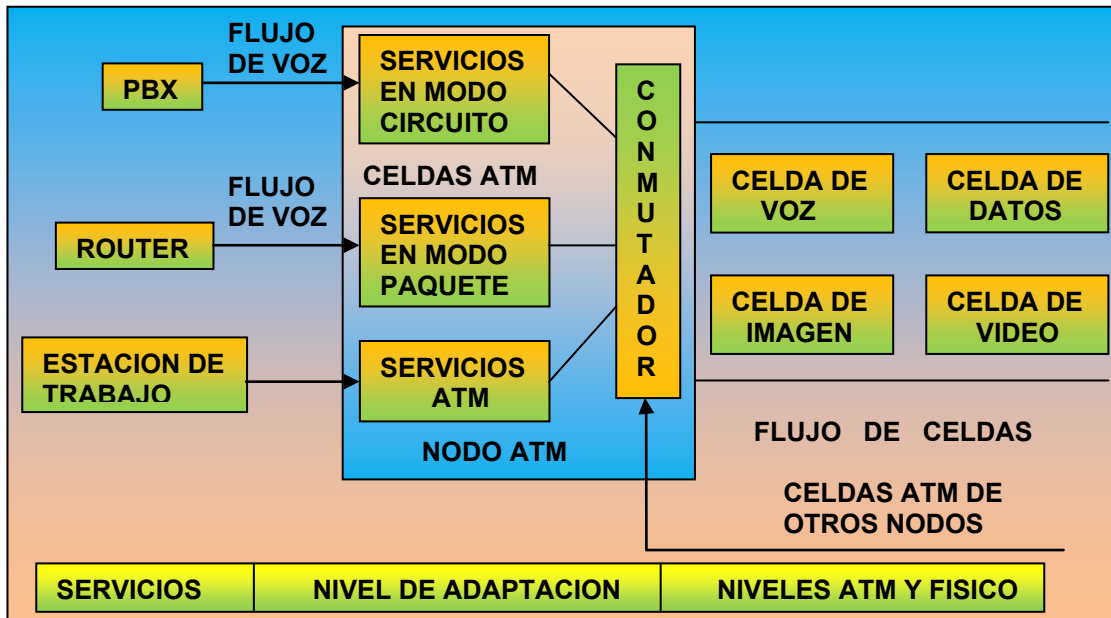 FLUJO
DE VOZ
PBX
SERVICIOS
EN MODO
CIRCUITO
CELDAS ATM
FLUJO
DE VOZ
ROUTER
SERVICIOS
EN MODO
PAQUETE
ESTACION DE
TRABAJO
SERVICIOS
ATM
NODO ATM
CONMUTADOR
CELDA DE
VOZ
CELDA DE
DATOS
CELDA DE
IMAGEN
CELDA DE
VIDEO
FLUJO DE CELDAS
CELDAS ATM DE
OTROS NODOS
SERVICIOS
NIVEL DE ADAPTACION
NIVELES ATM Y FISICO